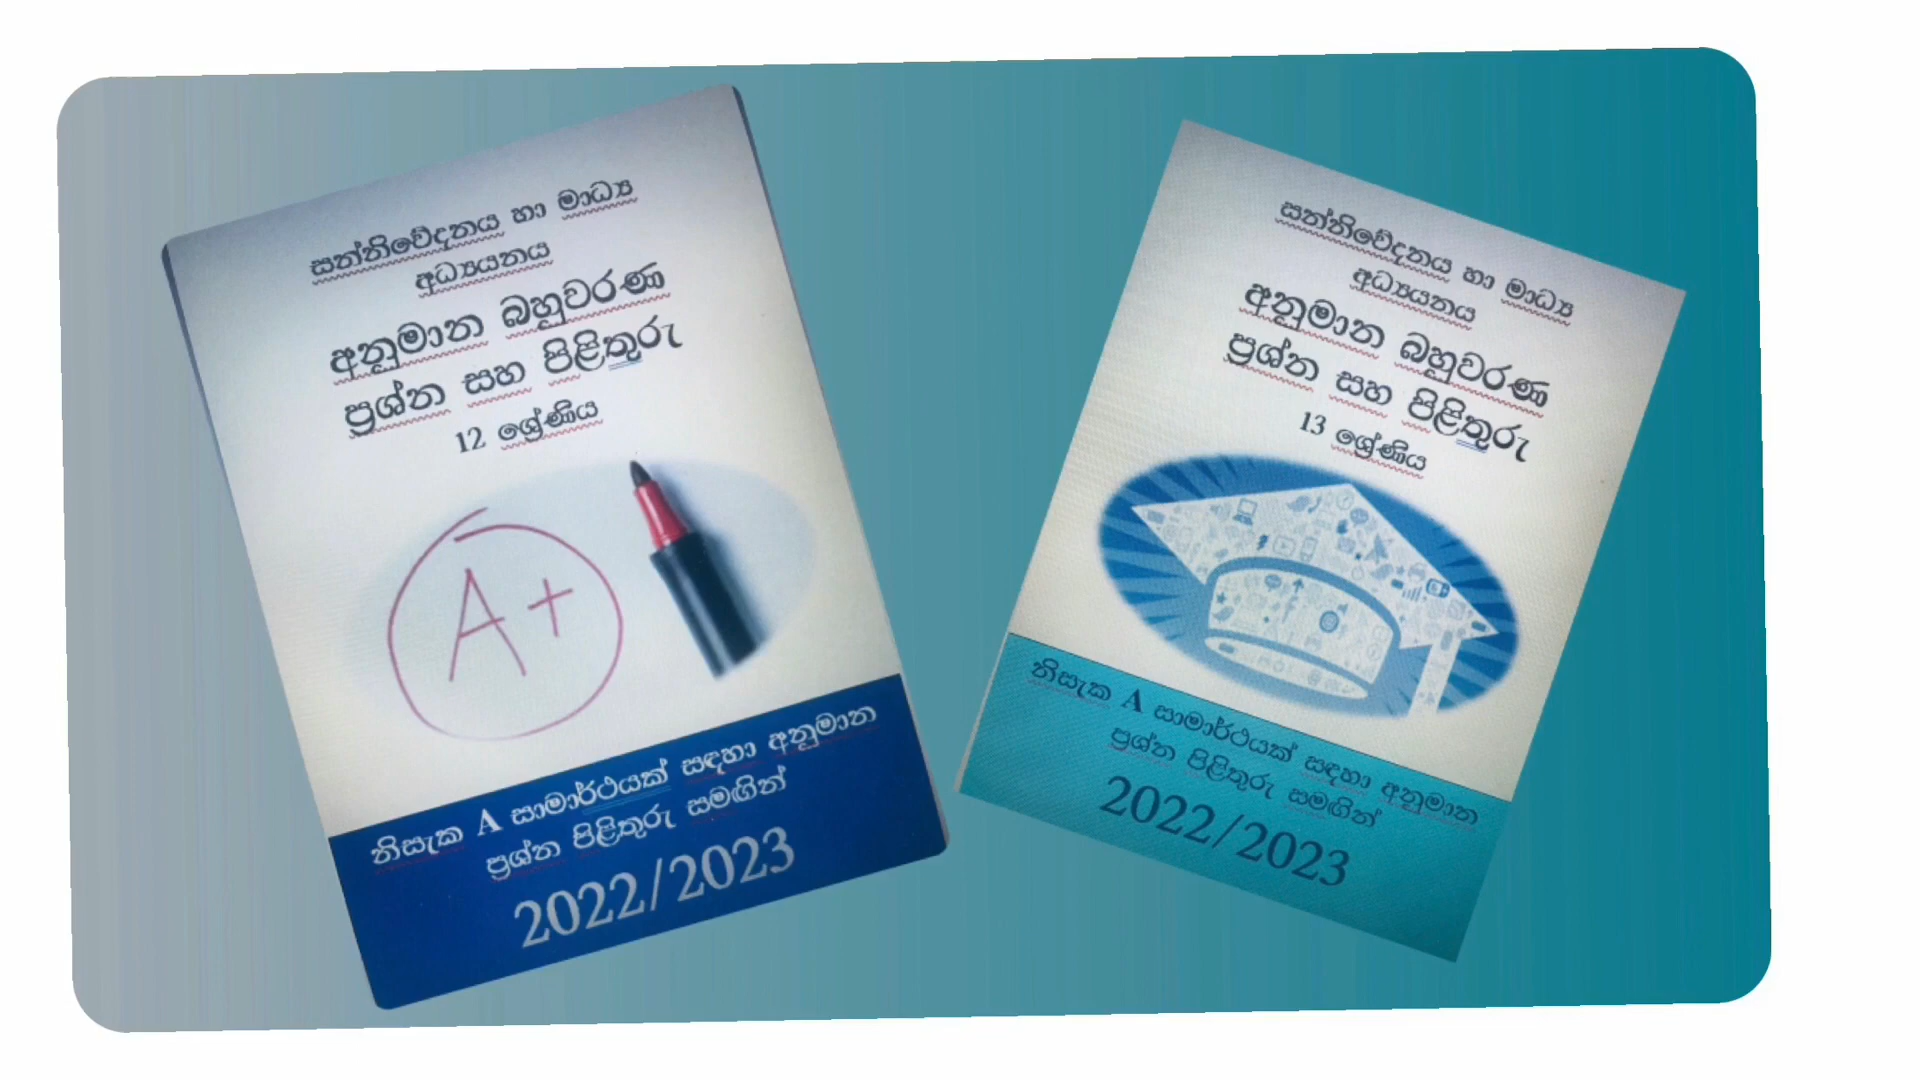 සන්නිවේදනය හා මාධ්‍ය
අධ්‍යයනය
අනුමාන බහුවරණ
ප්‍රශ්න සහ පිළිතුරු
12 ශ්‍රේණිය
A+
නිසැක A සාමාර්ථයක් සඳහා අනුමාන
ප්‍රශ්න පිළිතුරු සමඟින්
2022/2023
සන්නිවේදනය හා මාධ්‍ය
අධ්‍යයනය
අනුමාන බහුවරණ
ප්‍රශ්න සහ පිළිතුරු
13 ශ්‍රේණිය
නිසැක A සාමාර්ථයක් සඳහා අනුමාන
ප්‍රශ්න පිළිතුරු සමඟින්
2022/2023